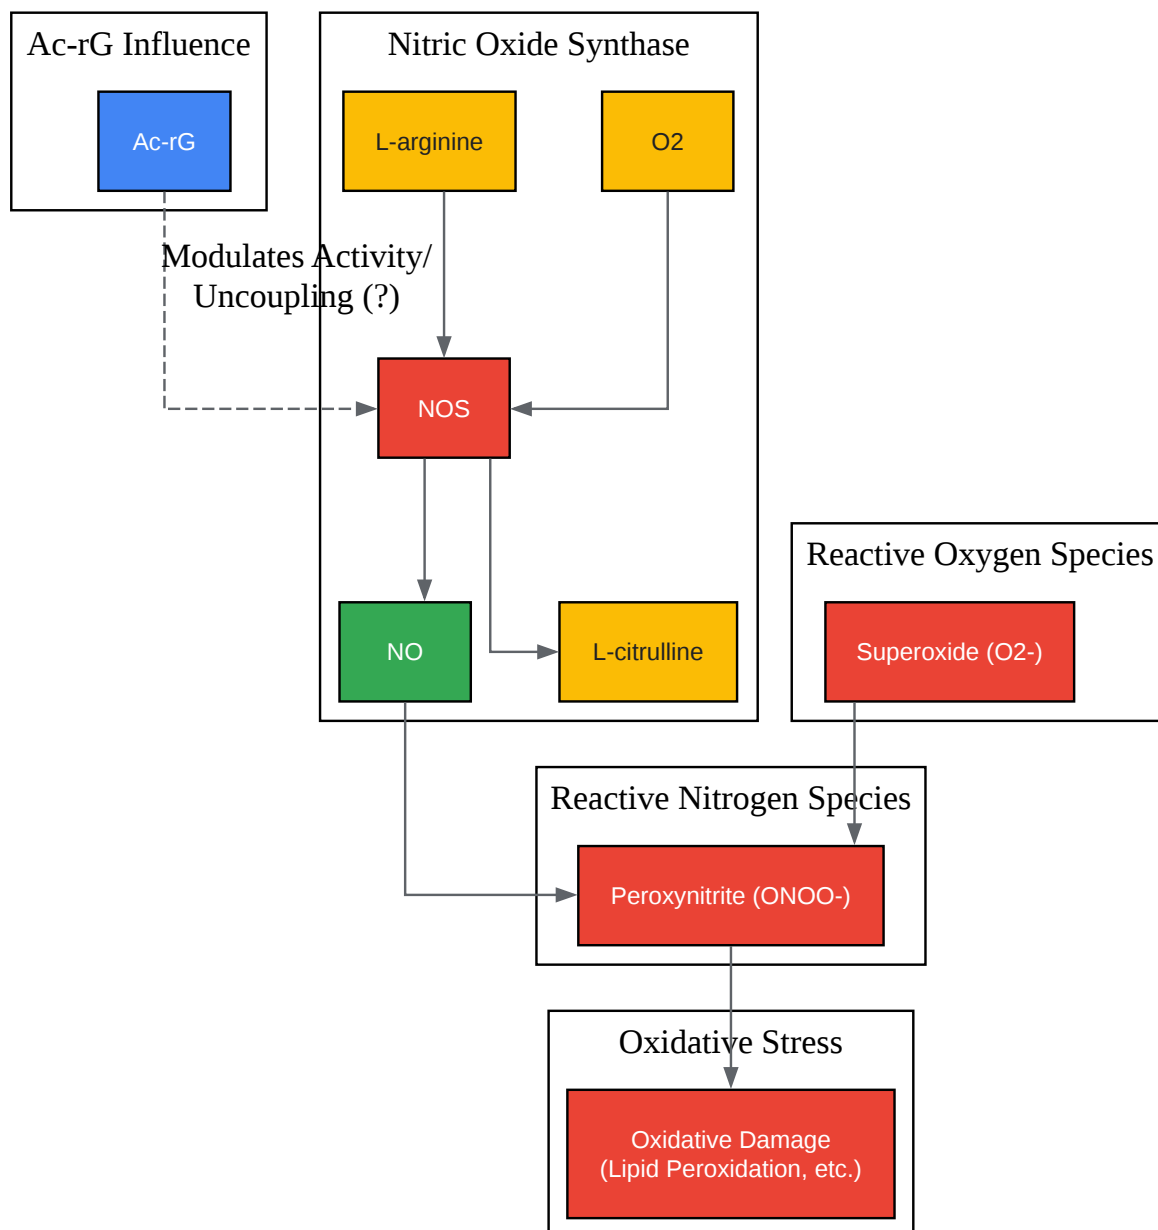 Ac-rG Influence
Nitric Oxide Synthase
Ac-rG
L-arginine
O2
Modulates Activity/
Uncoupling (?)
NOS
Reactive Oxygen Species
NO
L-citrulline
Superoxide (O2-)
Reactive Nitrogen Species
Peroxynitrite (ONOO-)
Oxidative Stress
Oxidative Damage
(Lipid Peroxidation, etc.)